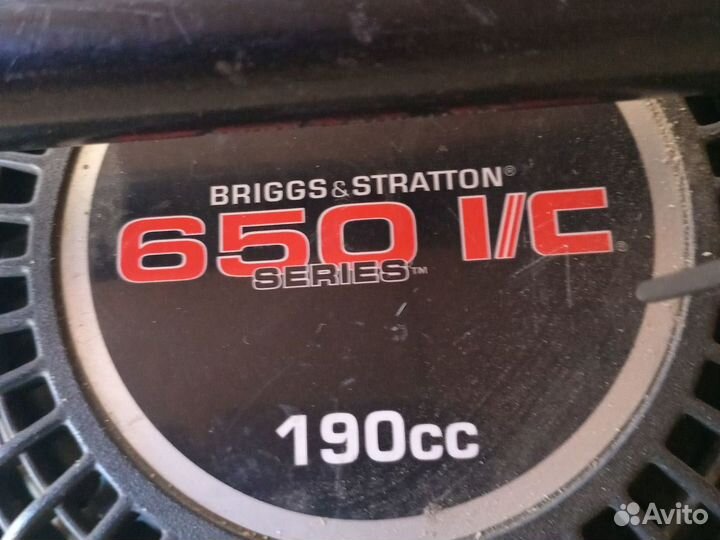 BRIGGS & STRATTON®
650 I/C®
SERIES™
190cc
Avito